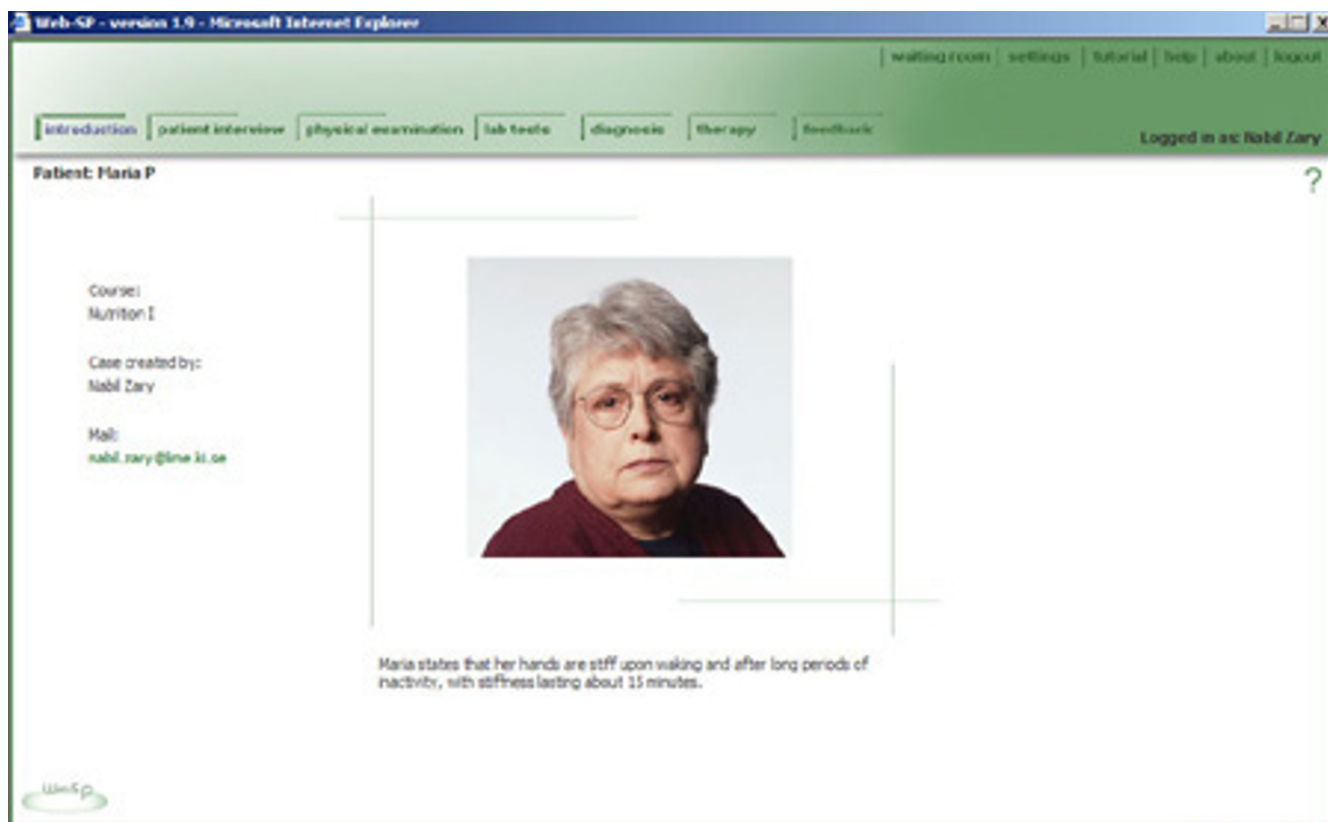 Web-SP - version 1.9 - Microsoft Internet Explorer
waiting room settings tutorial help about logout
introduction patient interview physical examination lab tests diagnosis therapy feedback
Logged in as: Nabil Zary
Patient: Maria P
?
Course:
Nutrition I
Case created by:
Nabil Zary
Mail:
nabil.zary@lime.ki.se
Maria states that her hands are stiff upon waking and after long periods of
inactivity, with stiffness lasting about 15 minutes.
WebSP